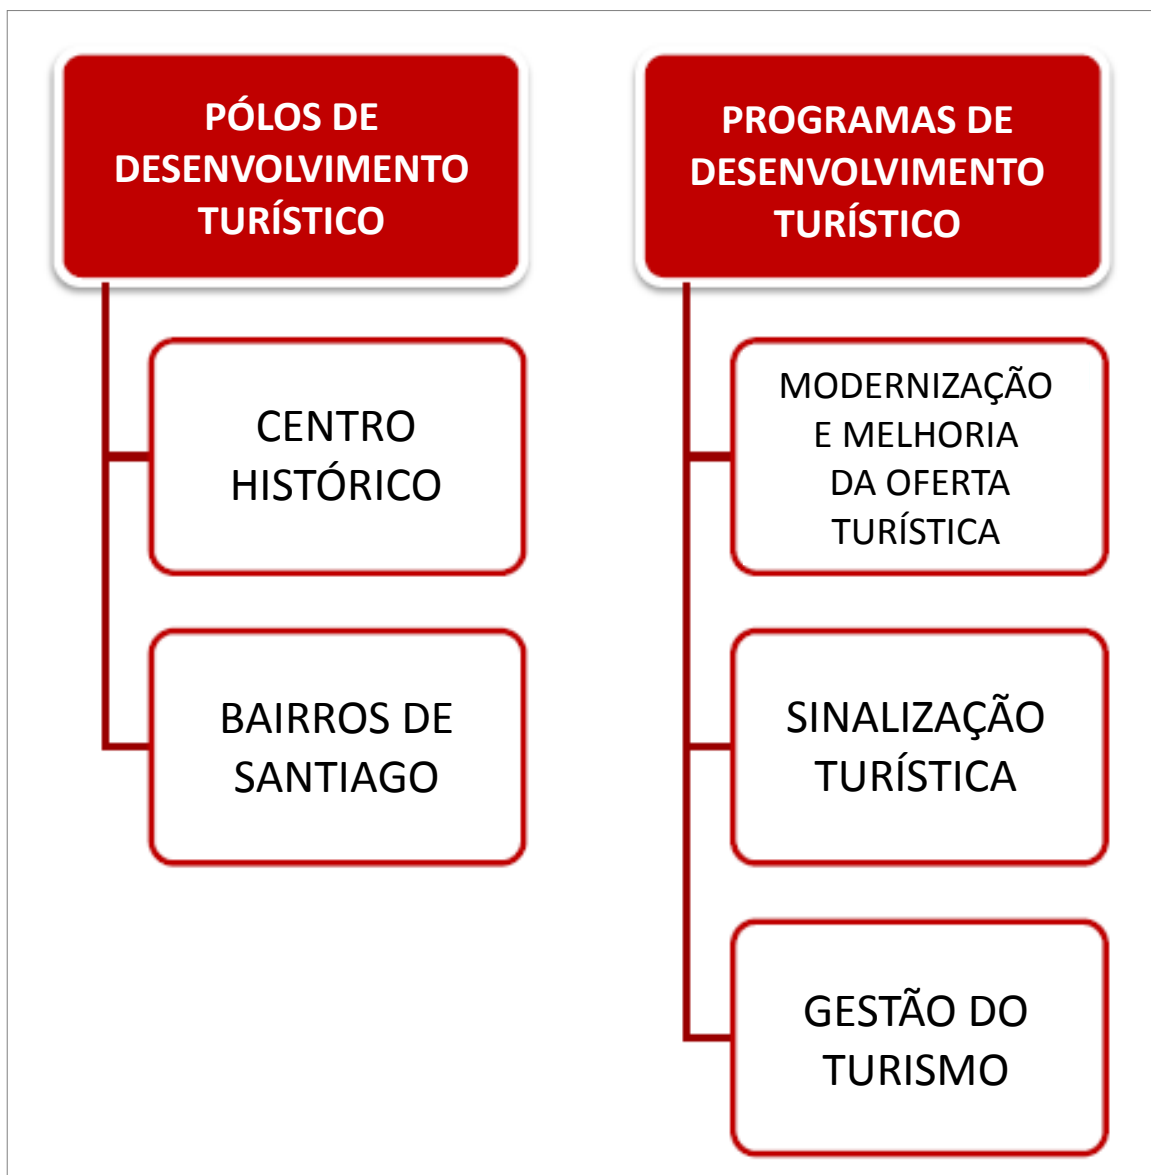 PÓLOS DE
DESENVOLVIMENTO
TURÍSTICO
CENTRO
HISTÓRICO
BAIRROS DE
SANTIAGO
PROGRAMAS DE
DESENVOLVIMENTO
TURÍSTICO
MODERNIZAÇÃO
E MELHORIA
DA OFERTA
TURÍSTICA
SINALIZAÇÃO
TURÍSTICA
GESTÃO DO
TURISMO